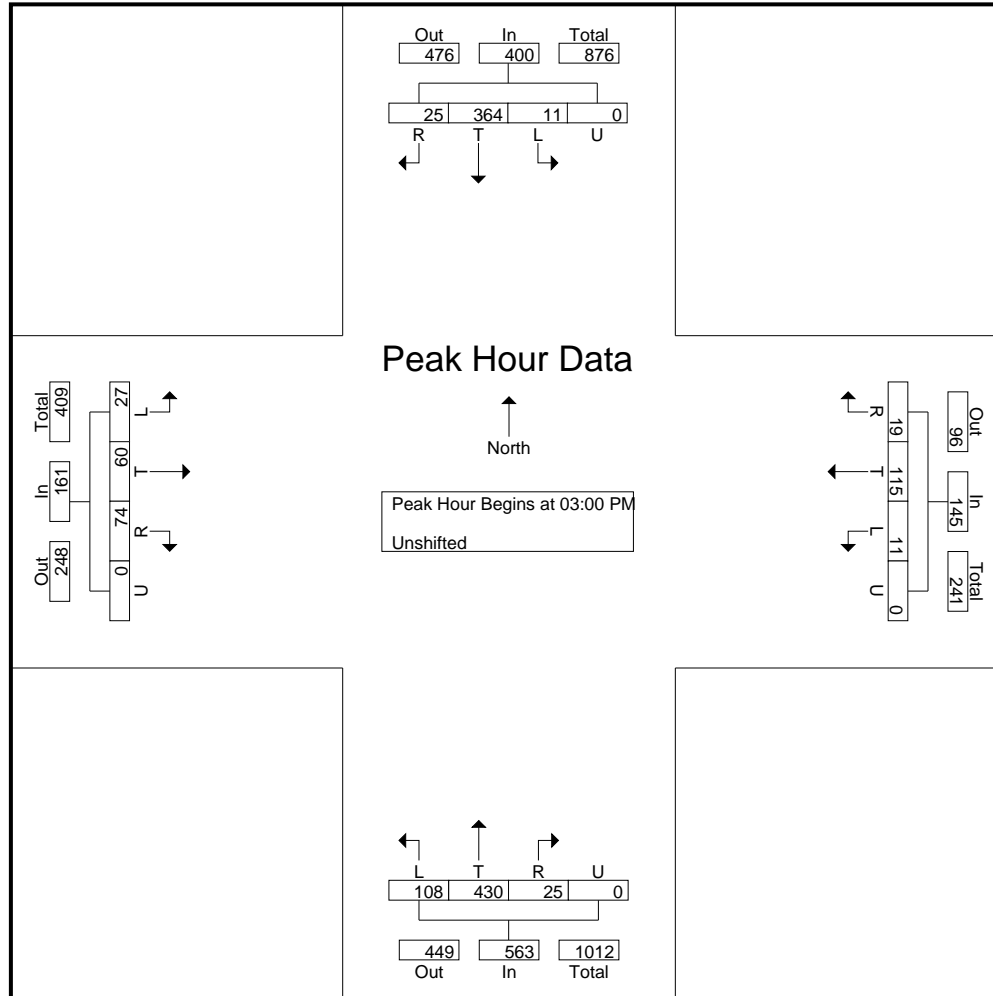 Out In Total
476 400 876
25 364 11 0
R T L U
Peak Hour Data
North
Peak Hour Begins at 03:00 PM
Unshifted
Total In Out
409 161 248
27 60 74 0
L T R U
Out In Total
96 145 241
19 115 11 0
R T L U
L T R U
108 430 25 0
449 563 1012
Out In Total